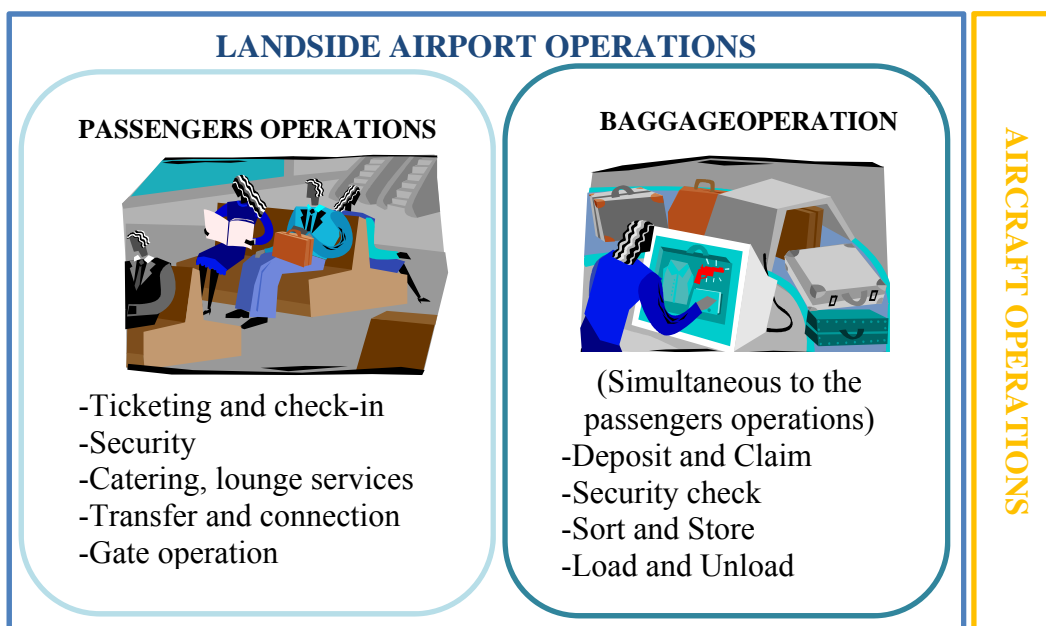 LANDSIDE AIRPORT OPERATIONS
PASSENGERS OPERATIONS
-Ticketing and check-in
-Security
-Catering, lounge services
-Transfer and connection
-Gate operation
BAGGAGEOPERATION
(Simultaneous to the
passengers operations)
-Deposit and Claim
-Security check
-Sort and Store
-Load and Unload
AIRCRAFT OPERATIONS